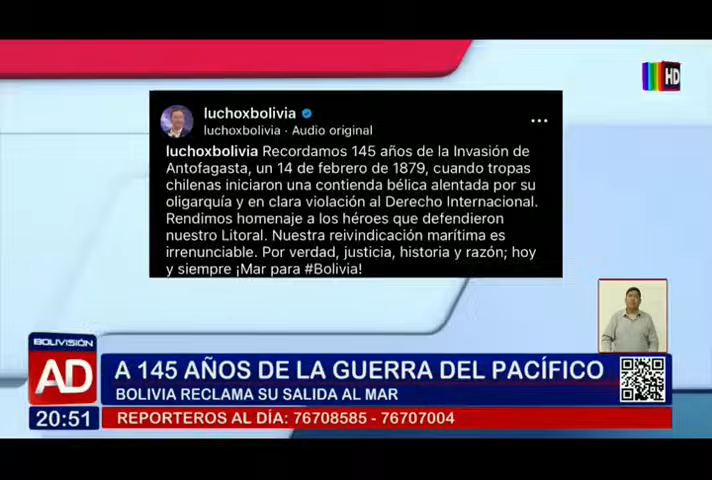 HD
luchoxbolivia
luchoxbolivia · Audio original
luchoxbolivia Recordamos 145 años de la Invasión de
Antofagasta, un 14 de febrero de 1879, cuando tropas
chilenas iniciaron una contienda bélica alentada por su
oligarquía y en clara violación al Derecho Internacional.
Rendimos homenaje a los héroes que defendieron
nuestro Litoral. Nuestra reivindicación marítima es
irrenunciable. Por verdad, justicia, historia y razón; hoy
y siempre ¡Mar para #Bolivia!
BOLIVISIÓN
AD
A 145 AÑOS DE LA GUERRA DEL PACÍFICO
BOLIVIA RECLAMA SU SALIDA AL MAR
20:51
REPORTEROS AL DÍA: 76708585 - 76707004